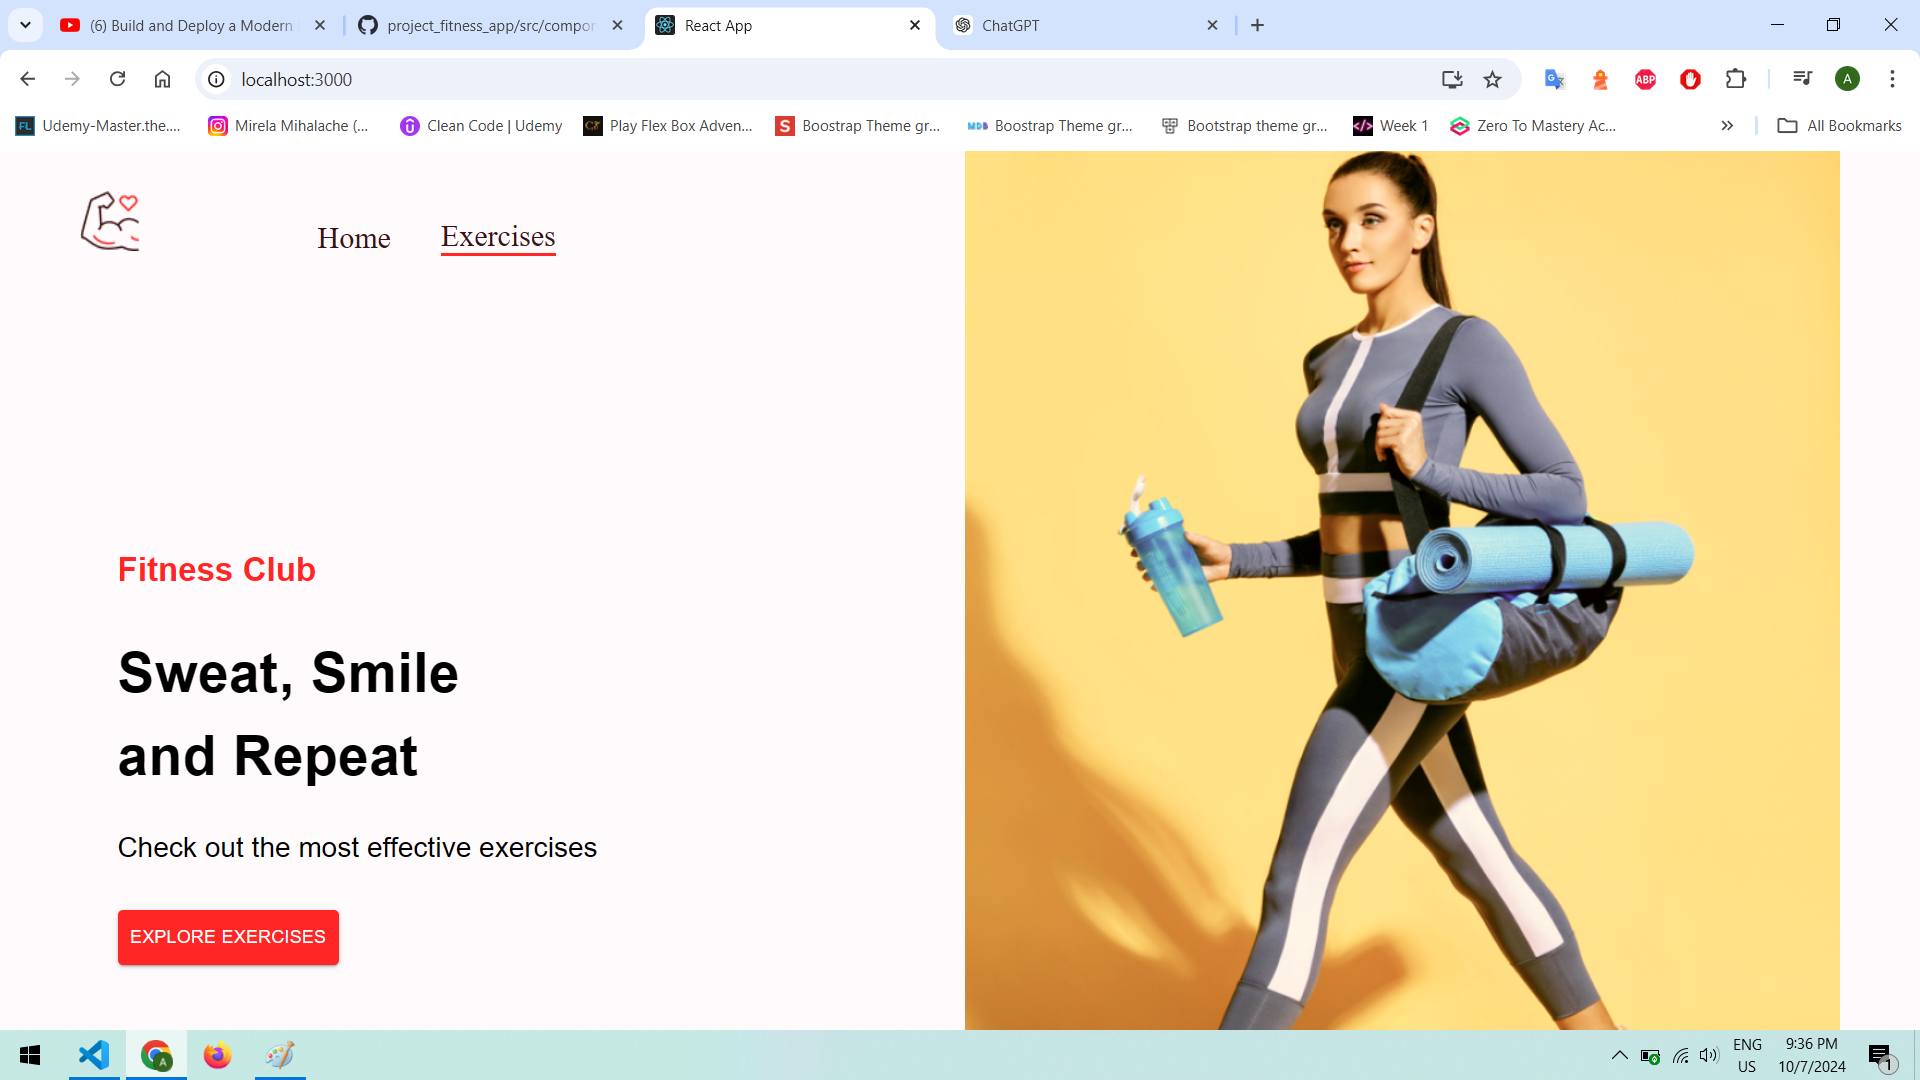 (6) Build and Deploy a Modern
project_fitness_app/src/compon
React App
ChatGPT
localhost:3000
A
Udemy-Master.the....
Mirela Mihalache (...
Clean Code | Udemy
Play Flex Box Adven...
Boostrap Theme gr...
Boostrap Theme gr...
Bootstrap theme gr...
Week 1
Zero To Mastery Ac...
All Bookmarks
Home
Exercises
Fitness Club
Sweat, Smile
and Repeat
Check out the most effective exercises
EXPLORE EXERCISES
ENG
US
9:36 PM
10/7/2024
1